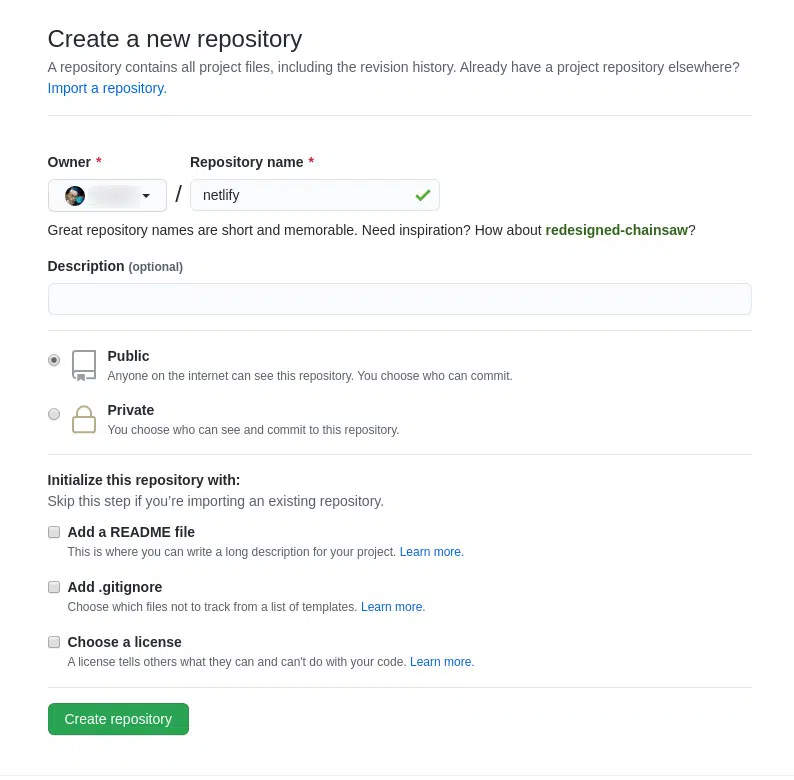 Create a new repository
A repository contains all project files, including the revision history. Already have a project repository elsewhere?
Import a repository.
Owner * Repository name *
/ netlify
Great repository names are short and memorable. Need inspiration? How about redesigned-chainsaw?
Description (optional)
Public
Anyone on the internet can see this repository. You choose who can commit.
Private
You choose who can see and commit to this repository.
Initialize this repository with:
Skip this step if you’re importing an existing repository.
Add a README file
This is where you can write a long description for your project. Learn more.
Add .gitignore
Choose which files not to track from a list of templates. Learn more.
Choose a license
A license tells others what they can and can't do with your code. Learn more.
Create repository